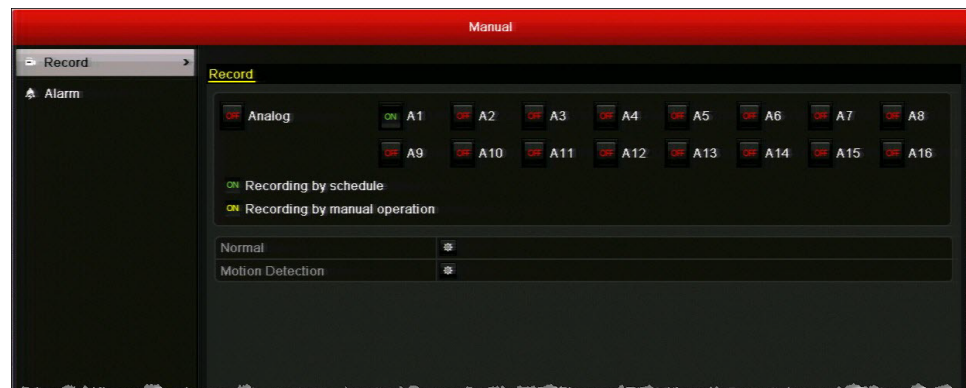 Manual
Record >
Alarm
Record
OFF Analog ON A1 OFF A2 OFF A3 OFF A4 OFF A5 OFF A6 OFF A7 OFF A8
OFF A9 OFF A10 OFF A11 OFF A12 OFF A13 OFF A14 OFF A15 OFF A16
ON Recording by schedule
ON Recording by manual operation
Normal
Motion Detection